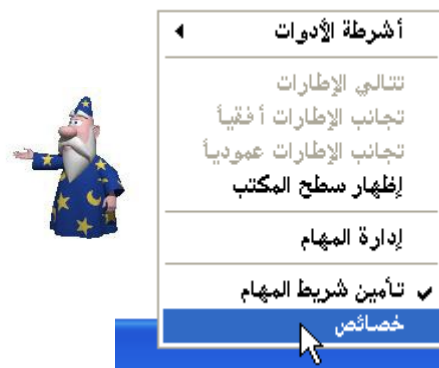 أشرطة الأدوات
تتالي الإطارات
تجانب الإطارات أفقياً
تجانب الإطارات عمودياً
إظهار سطح المكتب
إدارة المهام
تأمين شريط المهام
خصائص